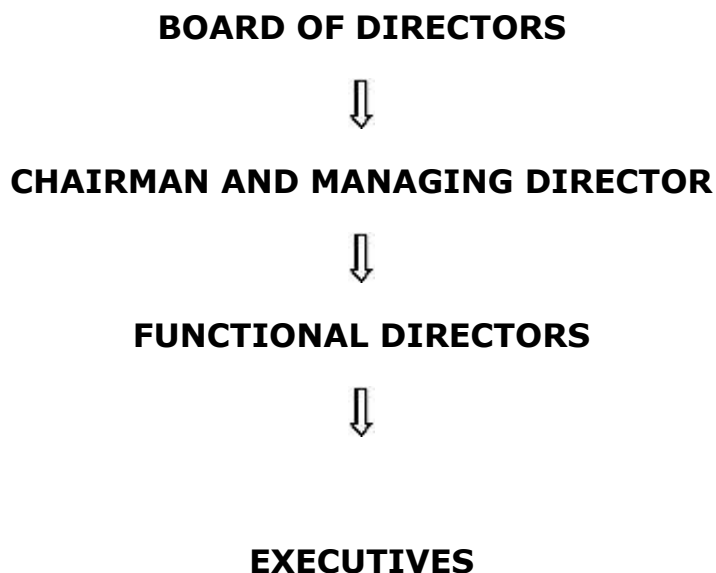 BOARD OF DIRECTORS
CHAIRMAN AND MANAGING DIRECTOR
FUNCTIONAL DIRECTORS
EXECUTIVES